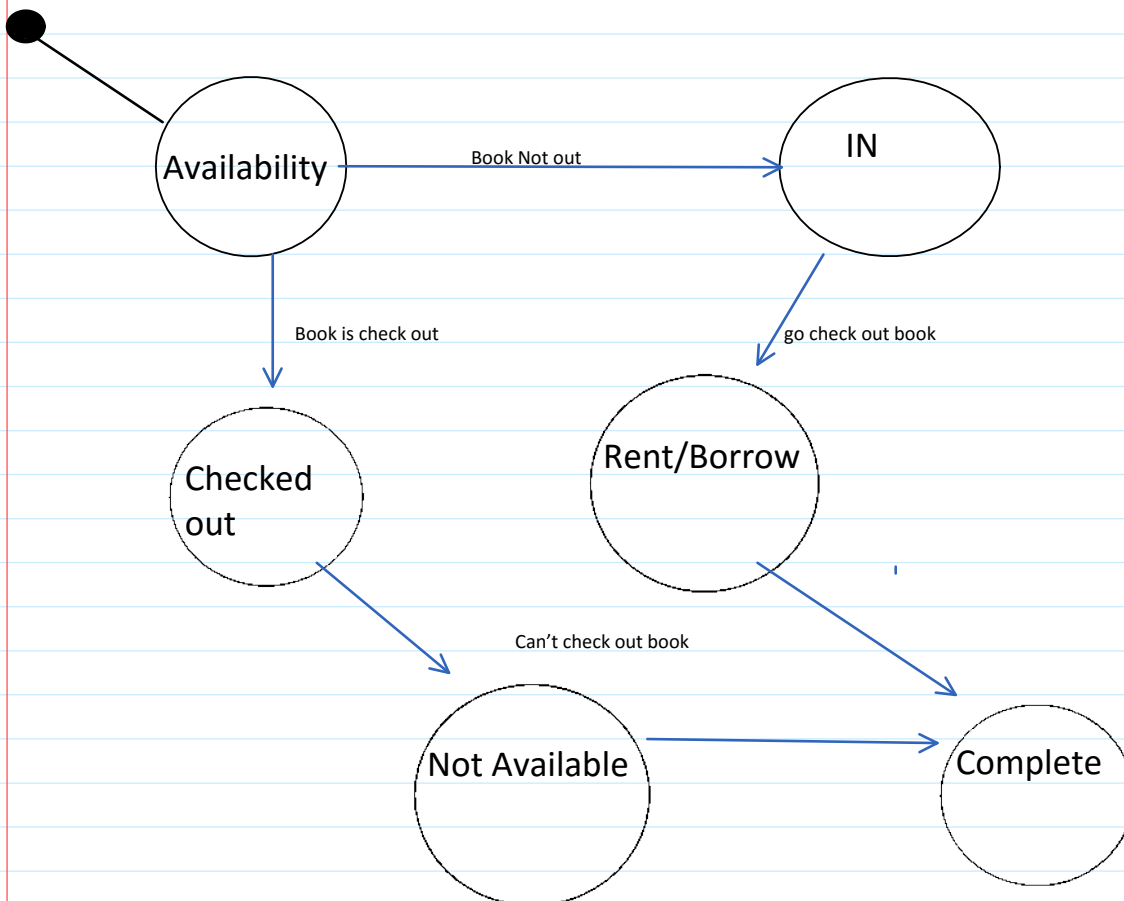 IN
Availability
Book Not out
Book is check out
go check out book
Rent/Borrow
Checked
out
Can't check out book
Not Available
Complete